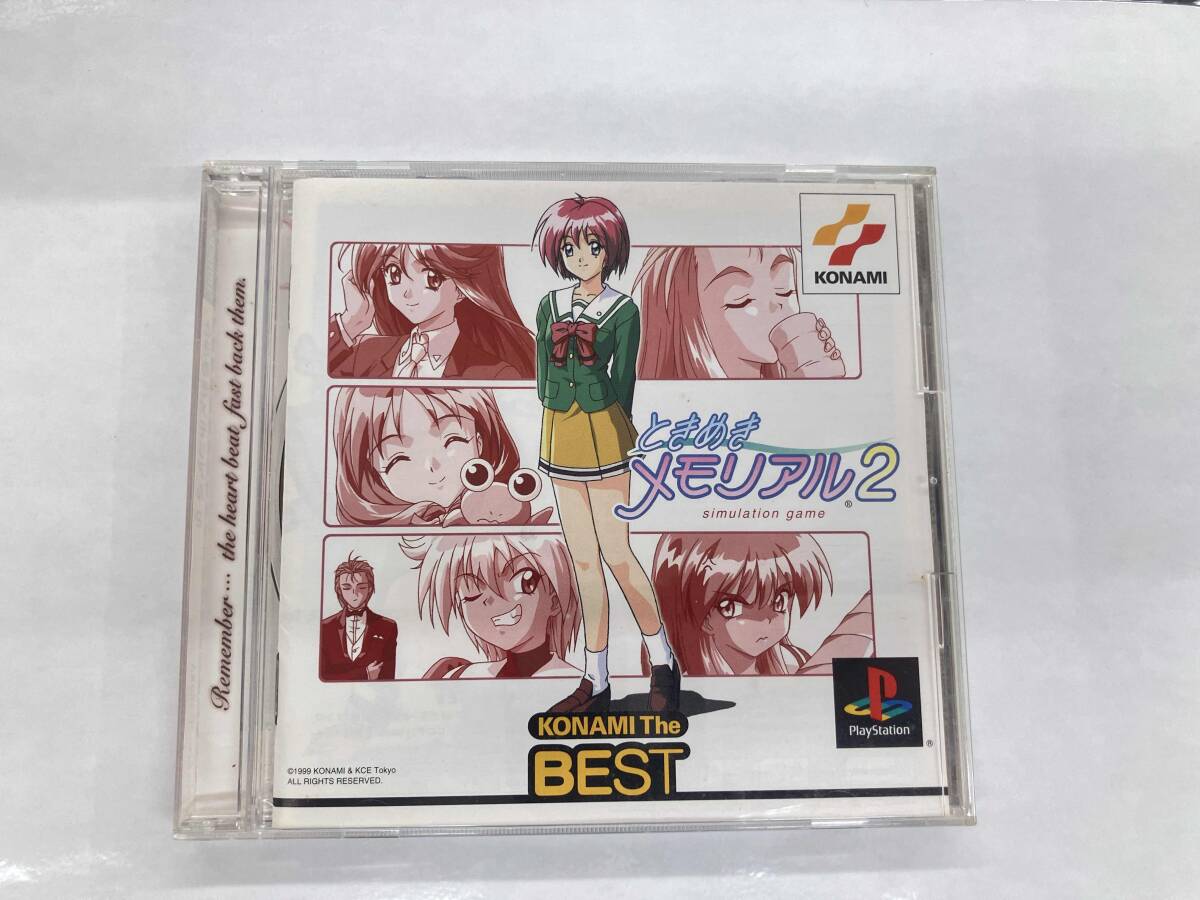 Remember... the heart beat fast back them.
KONAMI
ときめき
メモリアル2
®
simulation game
KONAMI The
BEST
©1999 KONAMI & KCE Tokyo
ALL RIGHTS RESERVED.
PlayStation
®